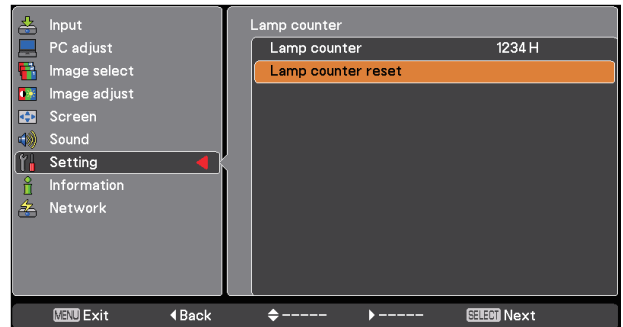 Input
PC adjust
Image select
Image adjust
Screen
Sound
Setting
Information
Network
Lamp counter
Lamp counter 1234 H
Lamp counter reset
MENU Exit ◀Back ◆----- ▶----- SELECT Next